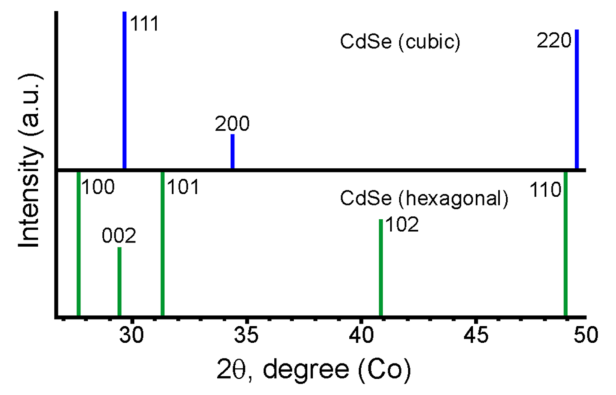 111
CdSe (cubic)
220
200
Intensity (a.u.)
100
101
CdSe (hexagonal)
110
002
102
30 35 40 45 50
2θ, degree (Co)